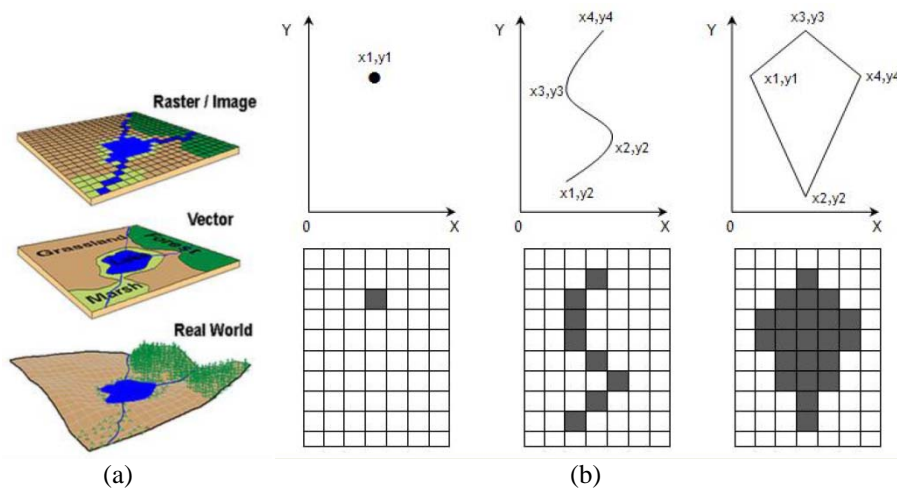 Raster / Image
Vector
Grassland
Forest
Marsh
Real World
(a)
Y
x1,y1
0
X
Y
x4,y4
x3,y3
x2,y2
x1,y2
0
X
Y
x3,y3
x1,y1
x4,y4
x2,y2
0
X
(b)